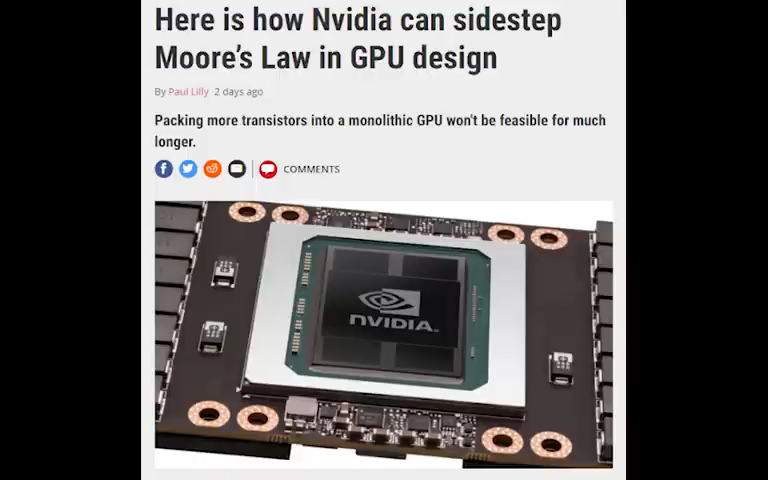 Here is how Nvidia can sidestep
Moore's Law in GPU design
By Paul Lilly 2 days ago
Packing more transistors into a monolithic GPU won't be feasible for much
longer.
COMMENTS
NVIDIA